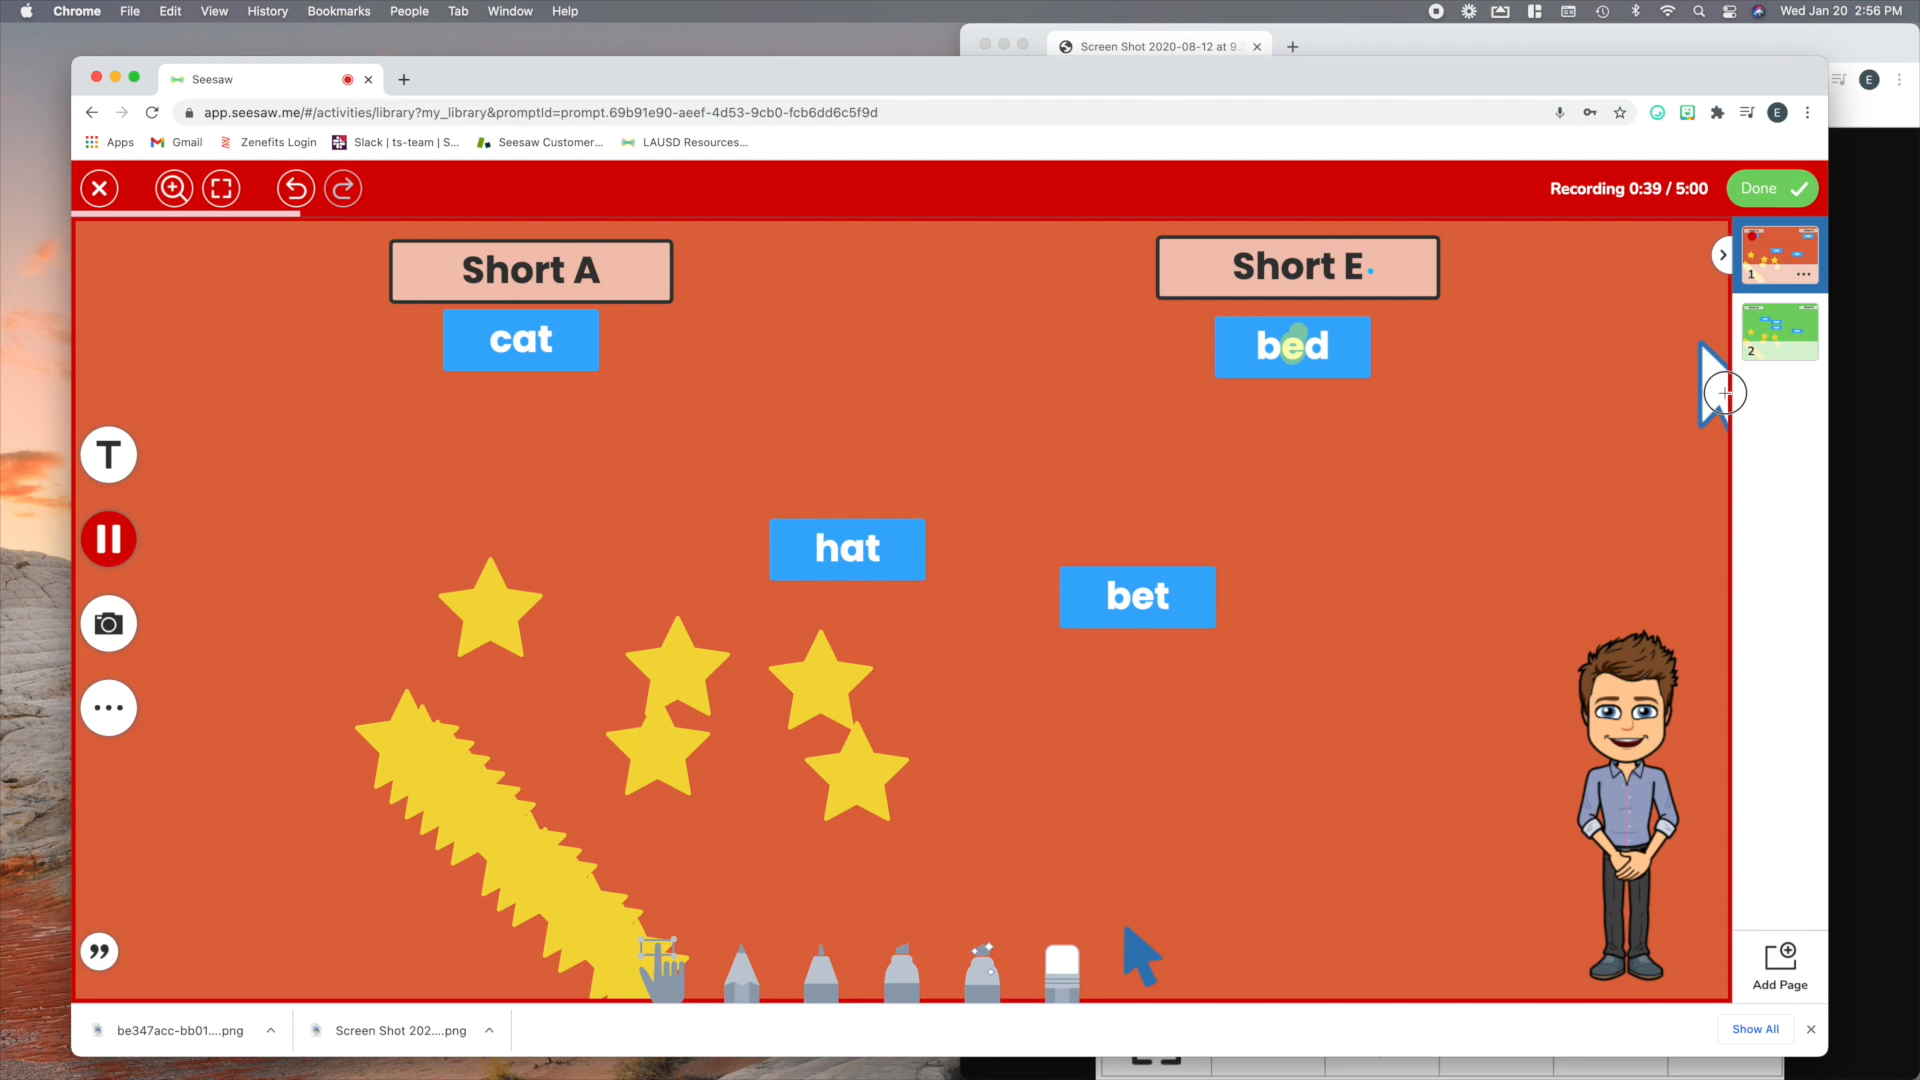 Chrome File Edit View History Bookmarks People Tab Window Help
Wed Jan 20 2:56 PM
Screen Shot 2020-08-12 at 9.
Seesaw
E
app.seesaw.me/#/activities/library?my_library&promptId=prompt.69b91e90-aeef-4d53-9cb0-fcb6dd6c5f9d
E
Apps Gmail Zenefits Login Slack | ts-team | S... Seesaw Customer... LAUSD Resources...
Recording 0:39 / 5:00
Done
Short A
Short E
cat
bed
1
2
T
hat
bet
Add Page
be347acc-bb01....png
Screen Shot 202....png
Show All